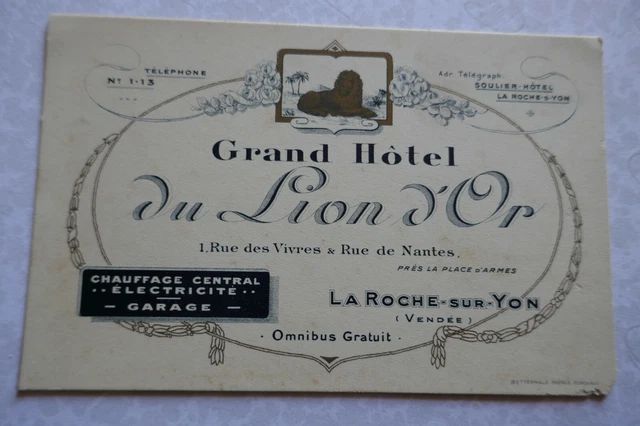 TÉLÉPHONE
Nº 1-13
Adr. Télégraph.
SOULIER-HÔTEL
LA ROCHE-S-YON
Grand Hôtel
du Lion d'Or
1, Rue des Vivres & Rue de Nantes.
PRÈS LA PLACE D'ARMES
CHAUFFAGE CENTRAL
ÉLECTRICITÉ
- GARAGE -
LA ROCHE-SUR-YON
(VENDÉE)
· Omnibus Gratuit ·